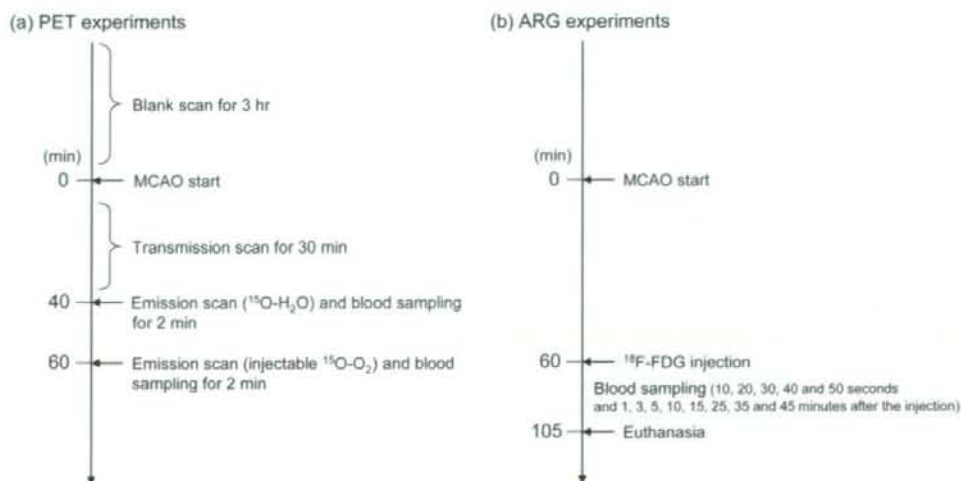 (a) PET experiments
Blank scan for 3 hr
(min)
0
MCAO start
Transmission scan for 30 min
40
Emission scan (¹⁵O-H₂O) and blood sampling
for 2 min
60
Emission scan (injectable ¹⁵O-O₂) and blood
sampling for 2 min
(b) ARG experiments
(min)
0
MCAO start
60
¹⁸F-FDG injection
Blood sampling (10, 20, 30, 40 and 50 seconds
and 1, 3, 5, 10, 15, 25, 35 and 45 minutes after the injection)
105
Euthanasia